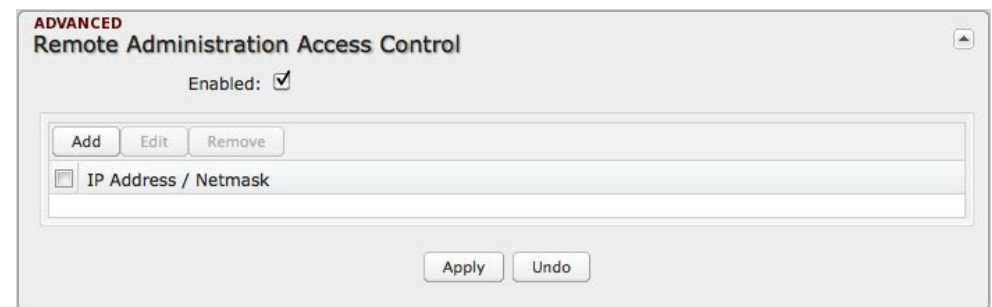 ADVANCED
Remote Administration Access Control
Enabled:
Add Edit Remove
IP Address / Netmask
Apply Undo